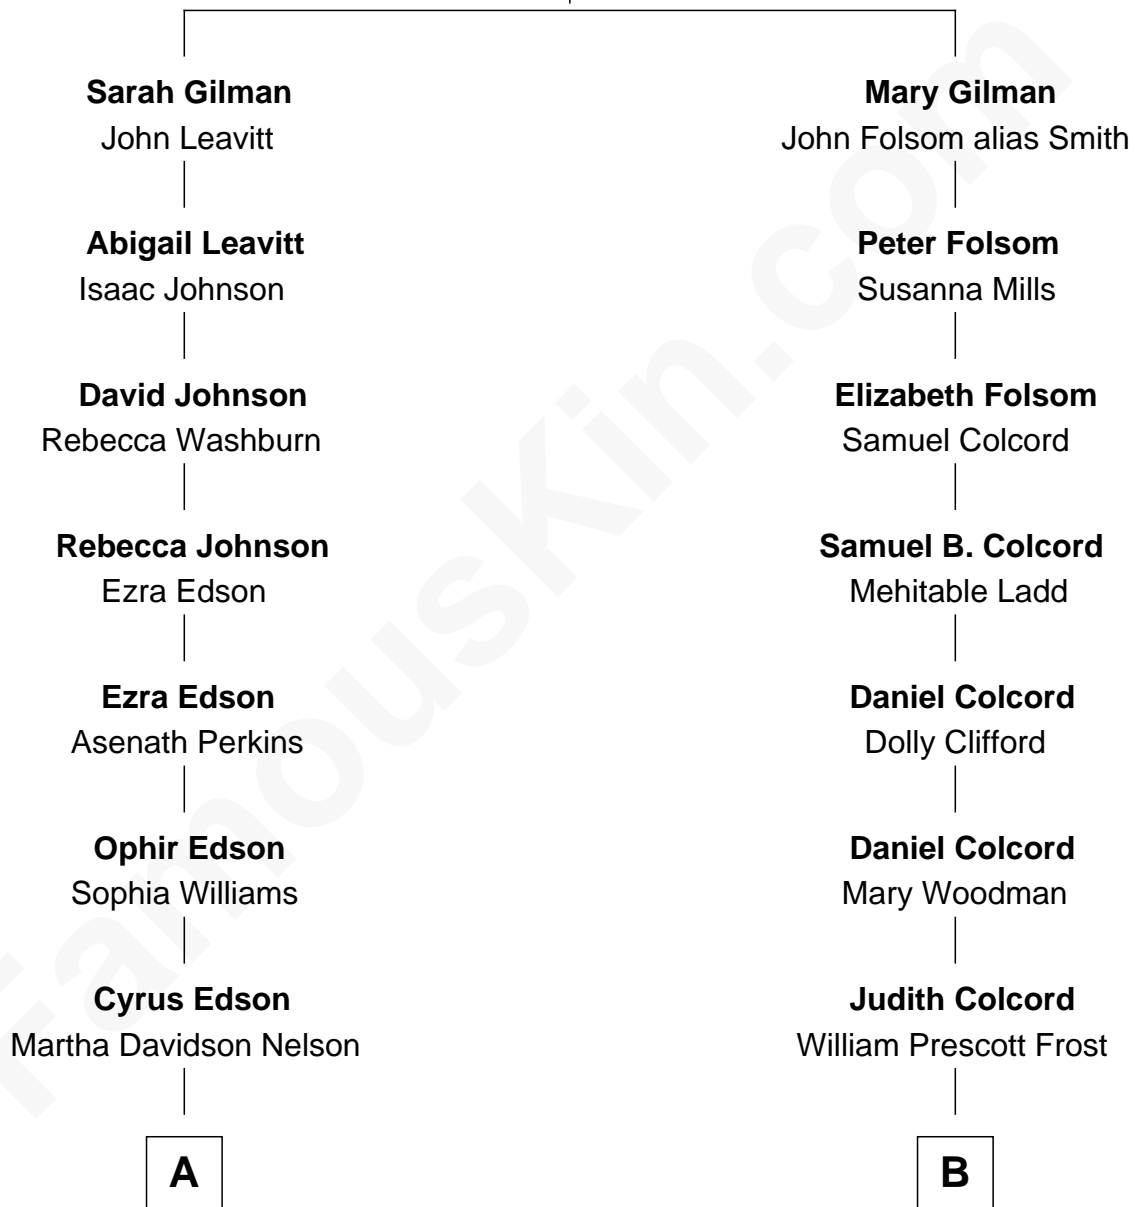 Sarah Gilman
John Leavitt
Mary Gilman
John Folsom alias Smith
Abigail Leavitt
Isaac Johnson
Peter Folsom
Susanna Mills
David Johnson
Rebecca Washburn
Elizabeth Folsom
Samuel Colcord
Rebecca Johnson
Ezra Edson
Samuel B. Colcord
Mehitable Ladd
Ezra Edson
Asenath Perkins
Daniel Colcord
Dolly Clifford
Ophir Edson
Sophia Williams
Daniel Colcord
Mary Woodman
Cyrus Edson
Martha Davidson Nelson
Judith Colcord
William Prescott Frost
A
B
FamousKin.com